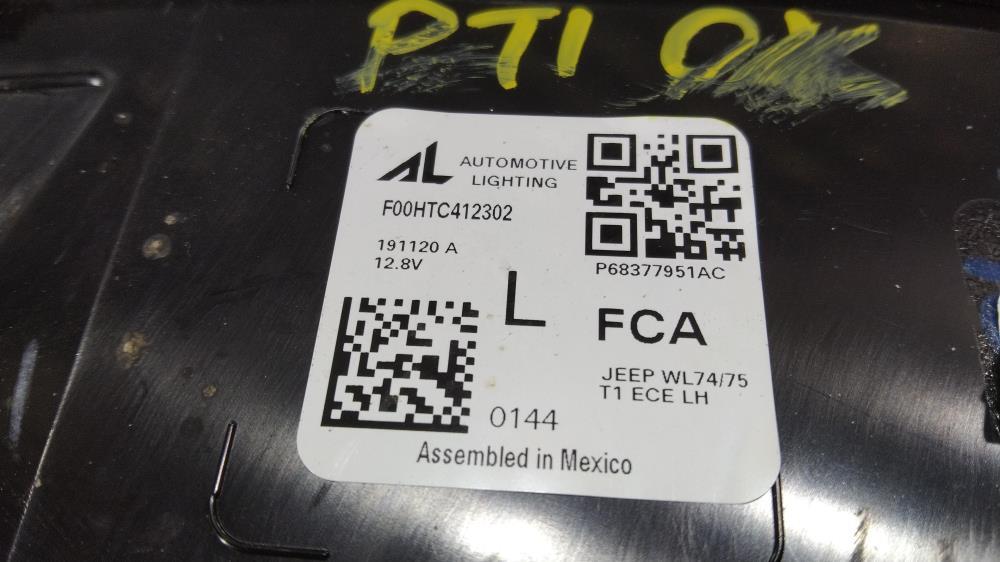 PTI OK
AL AUTOMOTIVE
LIGHTING
F00HTC412302
191120 A
12.8V
P68377951AC
L
FCA
JEEP WL74/75
T1 ECE LH
0144
Assembled in Mexico